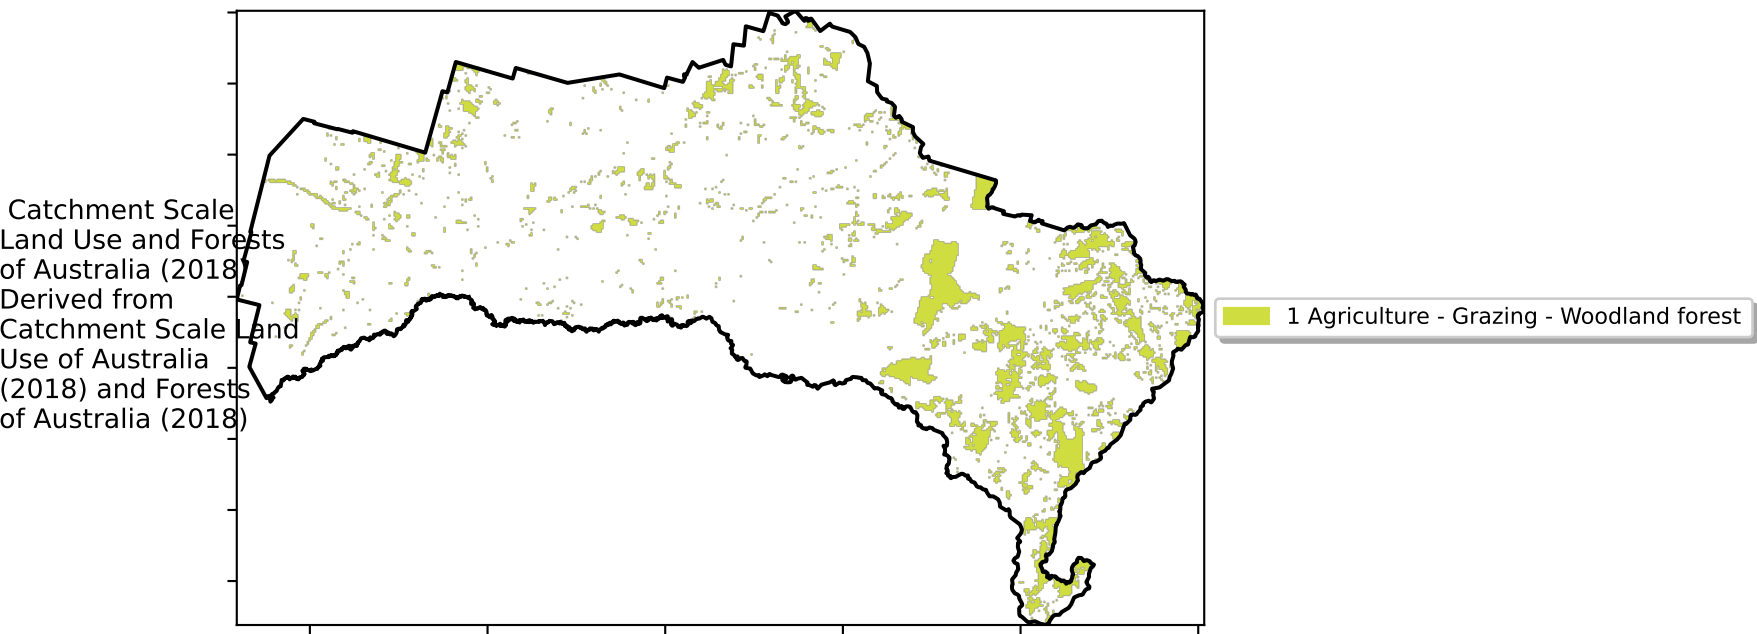 Catchment Scale
Land Use and Forests
of Australia (2018)
Derived from
Catchment Scale Land
Use of Australia
(2018) and Forests
of Australia (2018)
1 Agriculture - Grazing - Woodland forest